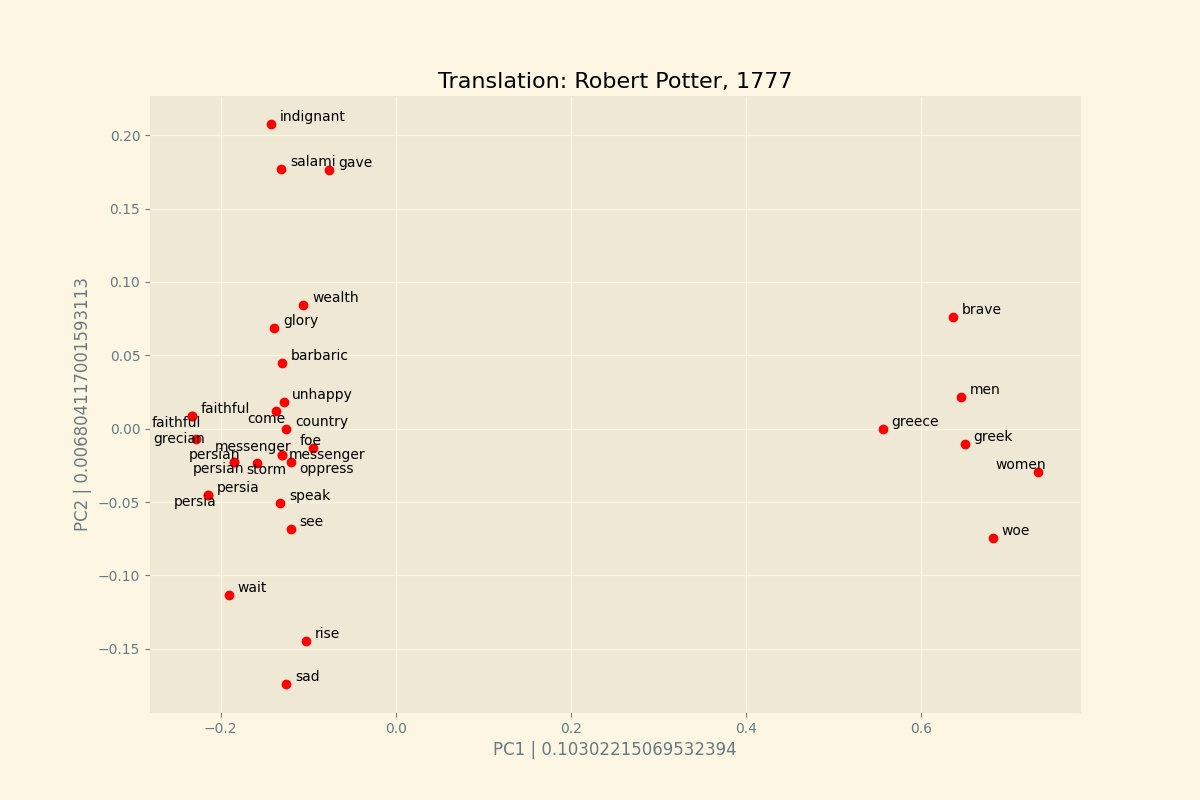 Translation: Robert Potter, 1777
indignant
salami gave
wealth
brave
glory
barbaric
men
unhappy
faithful
come
country
greece
faithful
grecian
foe
greek
messenger
persian
messenger
women
persian
storm
oppress
persia
speak
persia
see
woe
wait
rise
sad
0.20
0.15
0.10
0.05
0.00
−0.05
−0.10
−0.15
−0.2
0.0
0.2
0.4
0.6
PC1 | 0.10302215069532394
PC2 | 0.0068041170015931​13